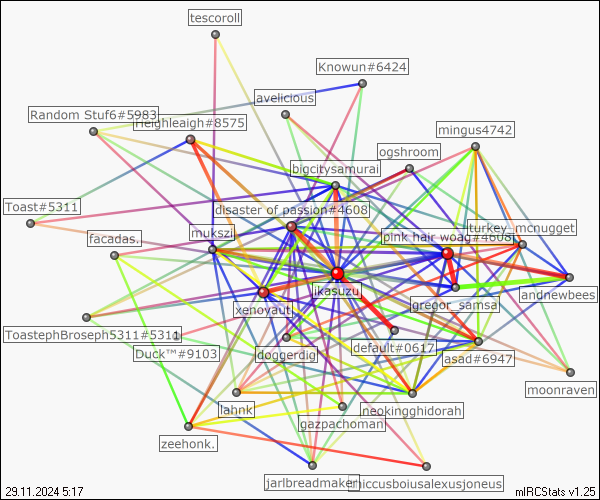 tescoroll
Knowun#6424
avelicious
Random Stuf6#5983
heighleigh#8575
mingus4742
ogshroom
bigcitysamurai
Toast#5311
disaster of passion#4608
turkey_mcnugget
mukszi
pink hair woag#4608
facadas.
ikasuzu
andnewbees
xenoyaut
gregor_samsa
ToastephBroseph5311#5311
Duck™#9103
doggerdig
default#0617
asad#6947
moonraven
lahnk
neokingghidorah
gazpachoman
zeehonk.
jarlbreadmaker
miccusboiusalexusjoneus
29.11.2024 5:17
mIRCStats v1.25